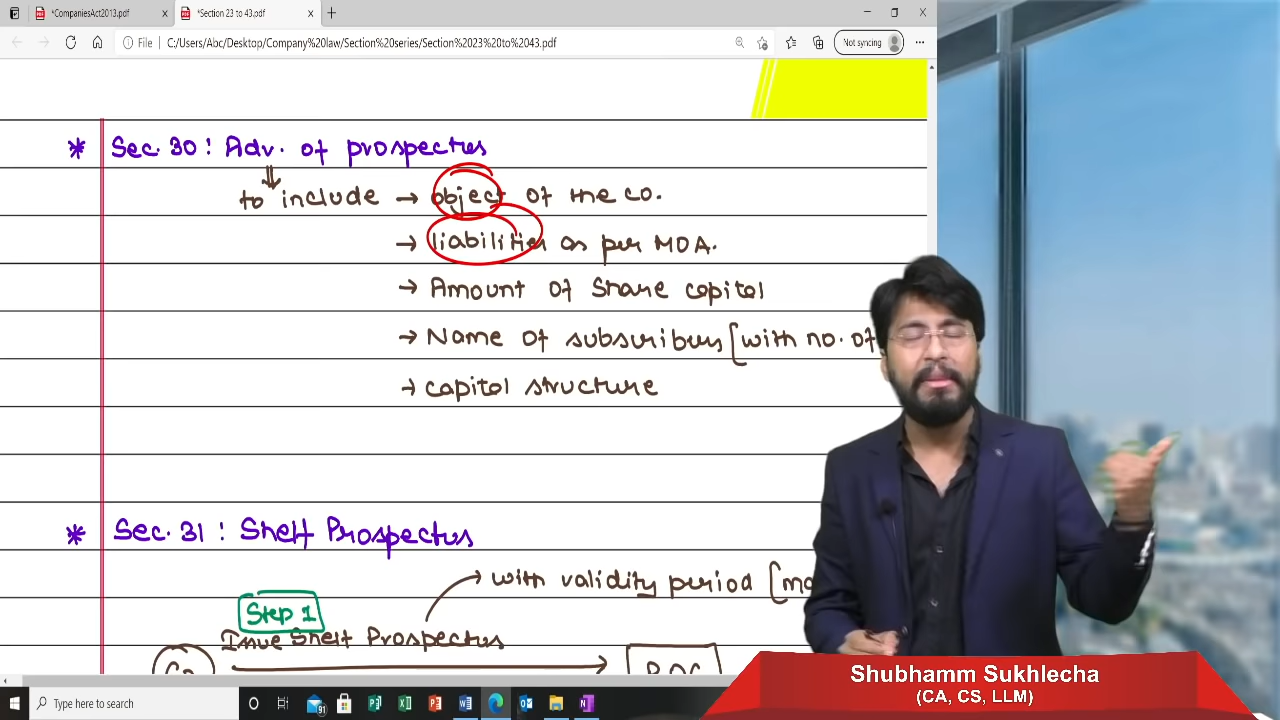 *CompaniesAct2013.pdf
*Section 23 to 43.pdf
File
C:/Users/Abc/Desktop/Company%20law/Section%20series/Section%2023%20to%2043.pdf
Not syncing
* Sec. 30 : Adv. of prospectus
to include → object of the co.
→ liabilities as per MOA.
→ Amount of Share capital
→ Name of subscribers [with no. of
→ capital structure
* Sec. 31 : Shelf Prospectus
→ with validity period
Step 1
Issue Shelf Prospectus
Co
ROC
Shubhamm Sukhlecha
(CA, CS, LLM)
Type here to search
91